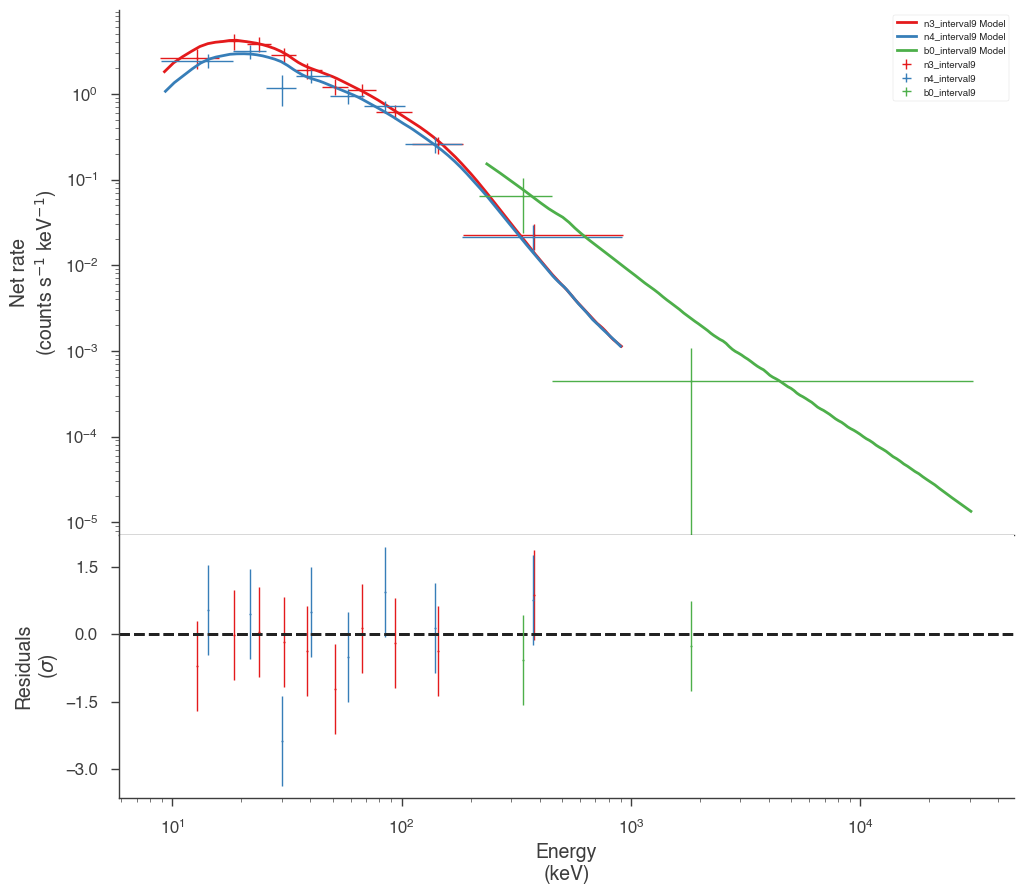 n3_interval9 Model
n4_interval9 Model
b0_interval9 Model
n3_interval9
n4_interval9
b0_interval9
10⁰
10⁻¹
10⁻²
10⁻³
10⁻⁴
10⁻⁵
Net rate
(counts s⁻¹ keV⁻¹)
1.5
0.0
−1.5
−3.0
Residuals
(σ)
10¹ 10² 10³ 10⁴
Energy
(keV)